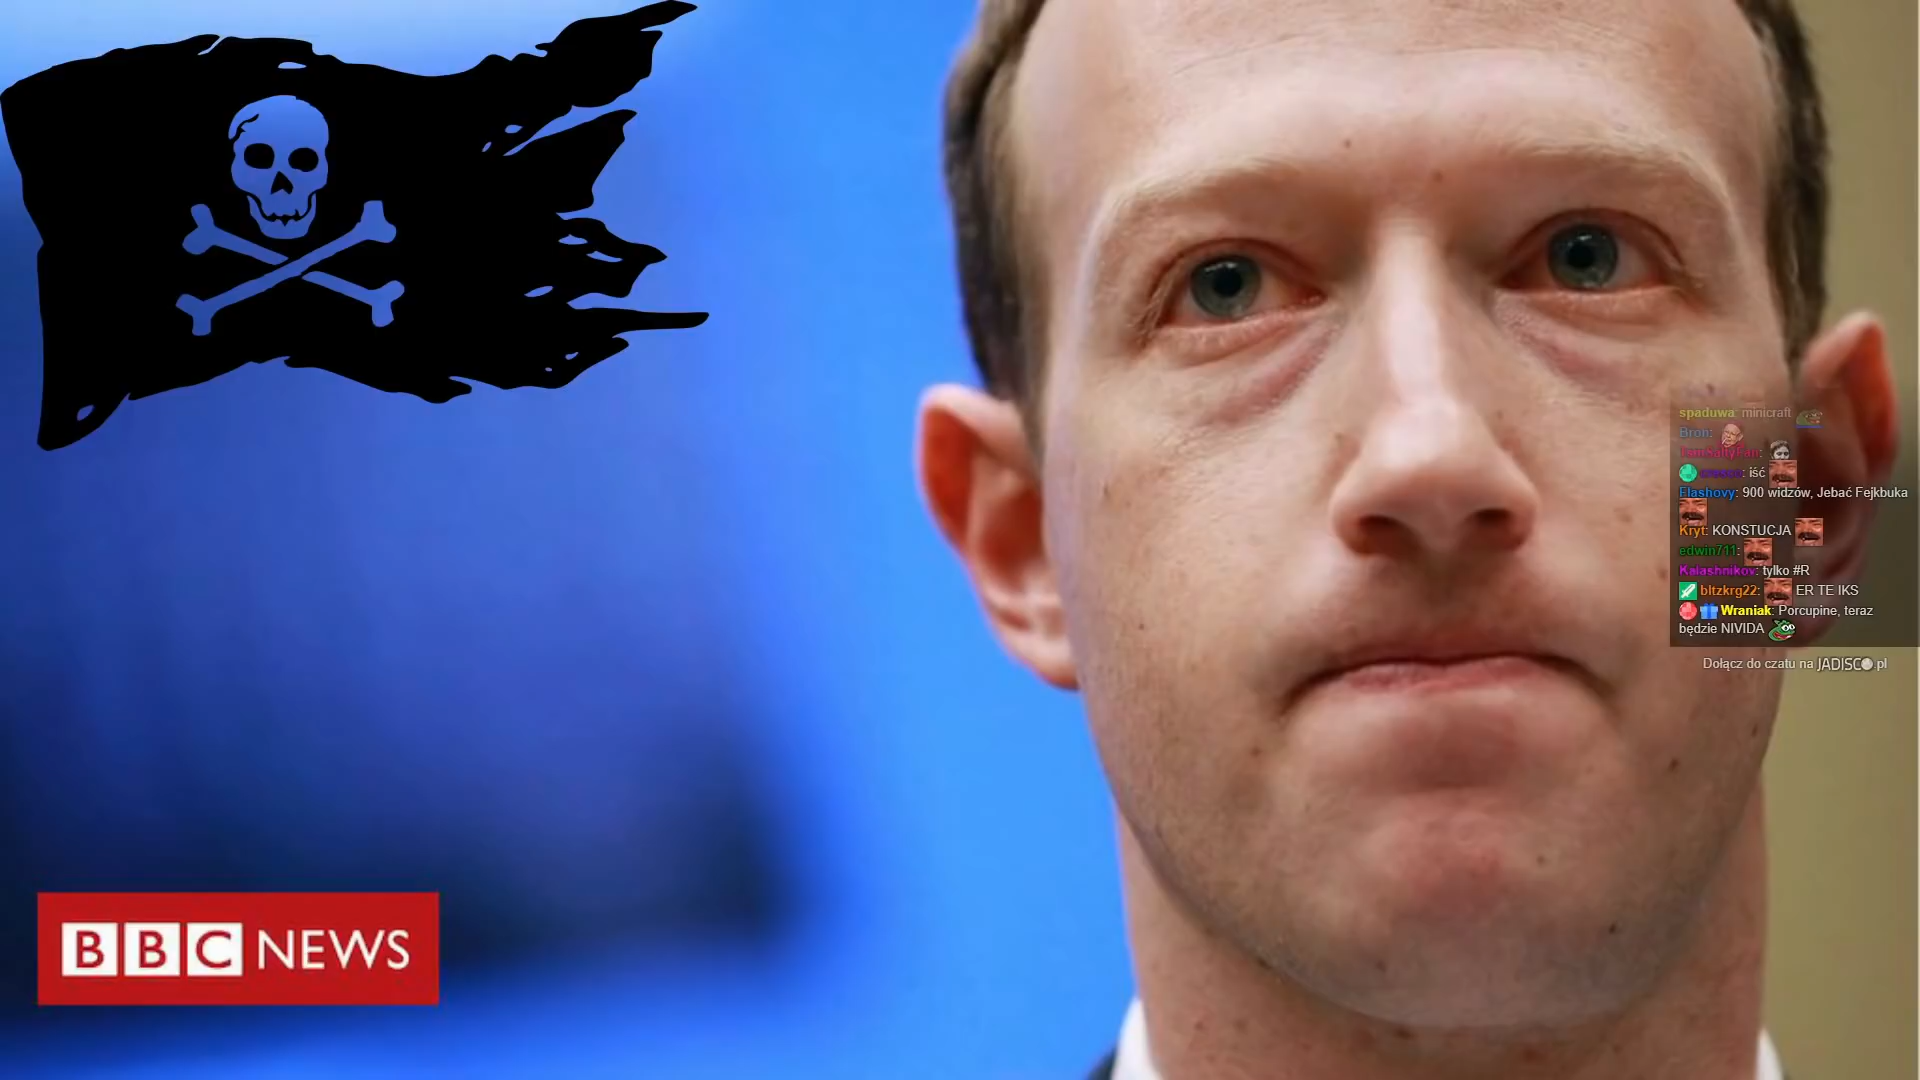 spaduwa: minicraft
Bron:
IamSaltyPan:
: iść
Flashovy: 900 widzów, Jebać Fejkbuka
Kryt: KONSTUCJA
edwin711:
Kalashnikov: tylko #R
bltzkrg22: ER TE IKS
Wraniak: Porcupine, teraz
będzie NIVIDA
Dołącz do czatu na JADISCO.pl
BBC NEWS